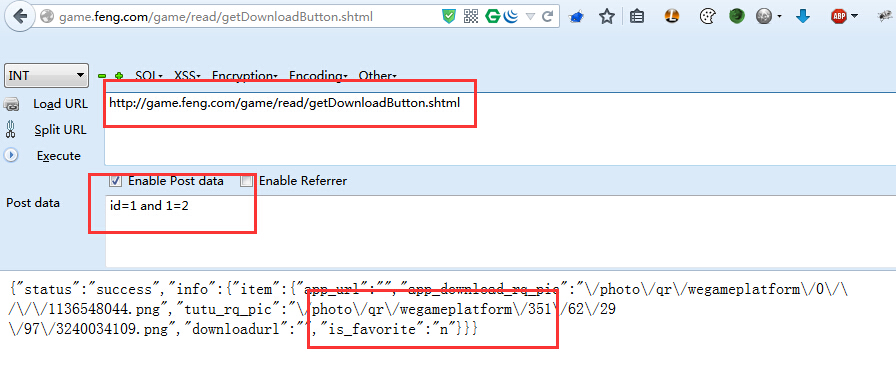 game.feng.com/game/read/getDownloadButton.shtml
ABP
INT
SQL XSS Encryption Encoding Other
Load URL
http://game.feng.com/game/read/getDownloadButton.shtml
Split URL
Execute
Enable Post data Enable Referrer
Post data
id=1 and 1=2
{"status":"success","info":{"item":{"app_url":"","app_download_rq_pic":"\/photo\/qr\/wegameplatform\/0\/\
/\/\/1136548044.png","tutu_rq_pic":"\/photo\/qr\/wegameplatform\/351\/62\/29
\/97\/3240034109.png","downloadurl":"","is_favorite":"n"}}}